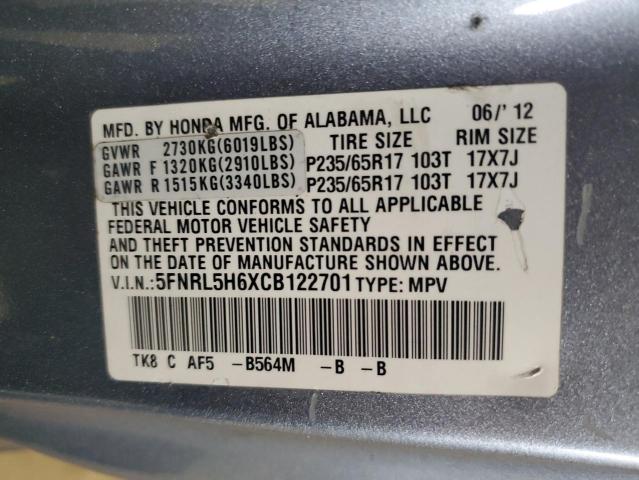 MFD. BY HONDA MFG. OF ALABAMA, LLC 06/'12
GVWR 2730KG(6019LBS) TIRE SIZE RIM SIZE
GAWR F 1320KG(2910LBS) P235/65R17 103T 17X7J
GAWR R 1515KG(3340LBS) P235/65R17 103T 17X7J
THIS VEHICLE CONFORMS TO ALL APPLICABLE
FEDERAL MOTOR VEHICLE SAFETY
AND THEFT PREVENTION STANDARDS IN EFFECT
ON THE DATE OF MANUFACTURE SHOWN ABOVE.
V.I.N.:5FNRL5H6XCB122701 TYPE: MPV
TK8 C AF5 -B564M -B -B